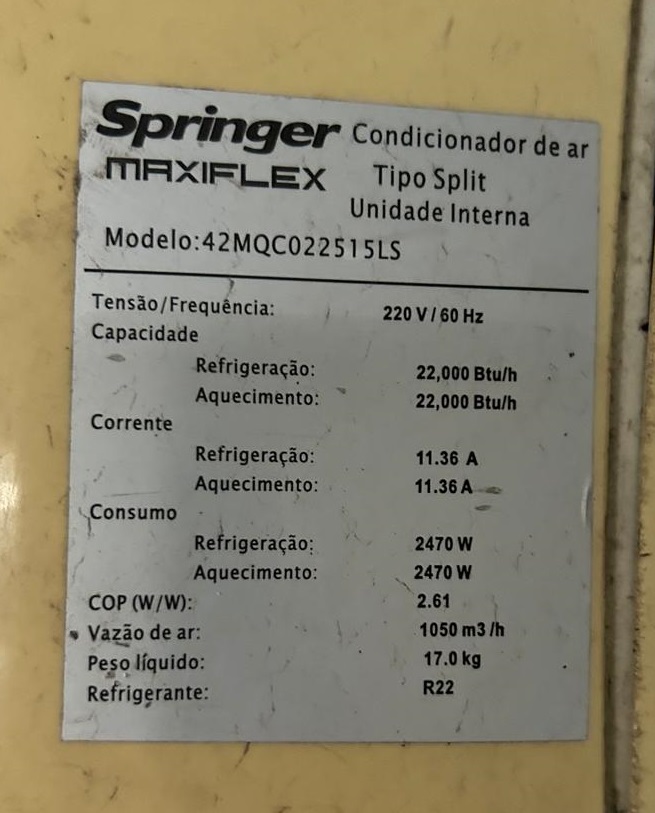 Springer Condicionador de ar
MAXIFLEX Tipo Split
Unidade Interna
Modelo:42MQC022515LS
Tensão/Frequência: 220 V / 60 Hz
Capacidade
Refrigeração: 22,000 Btu/h
Aquecimento: 22,000 Btu/h
Corrente
Refrigeração: 11.36 A
Aquecimento: 11.36 A
Consumo
Refrigeração: 2470 W
Aquecimento: 2470 W
COP (W/W): 2.61
Vazão de ar: 1050 m3 /h
Peso líquido: 17.0 kg
Refrigerante: R22